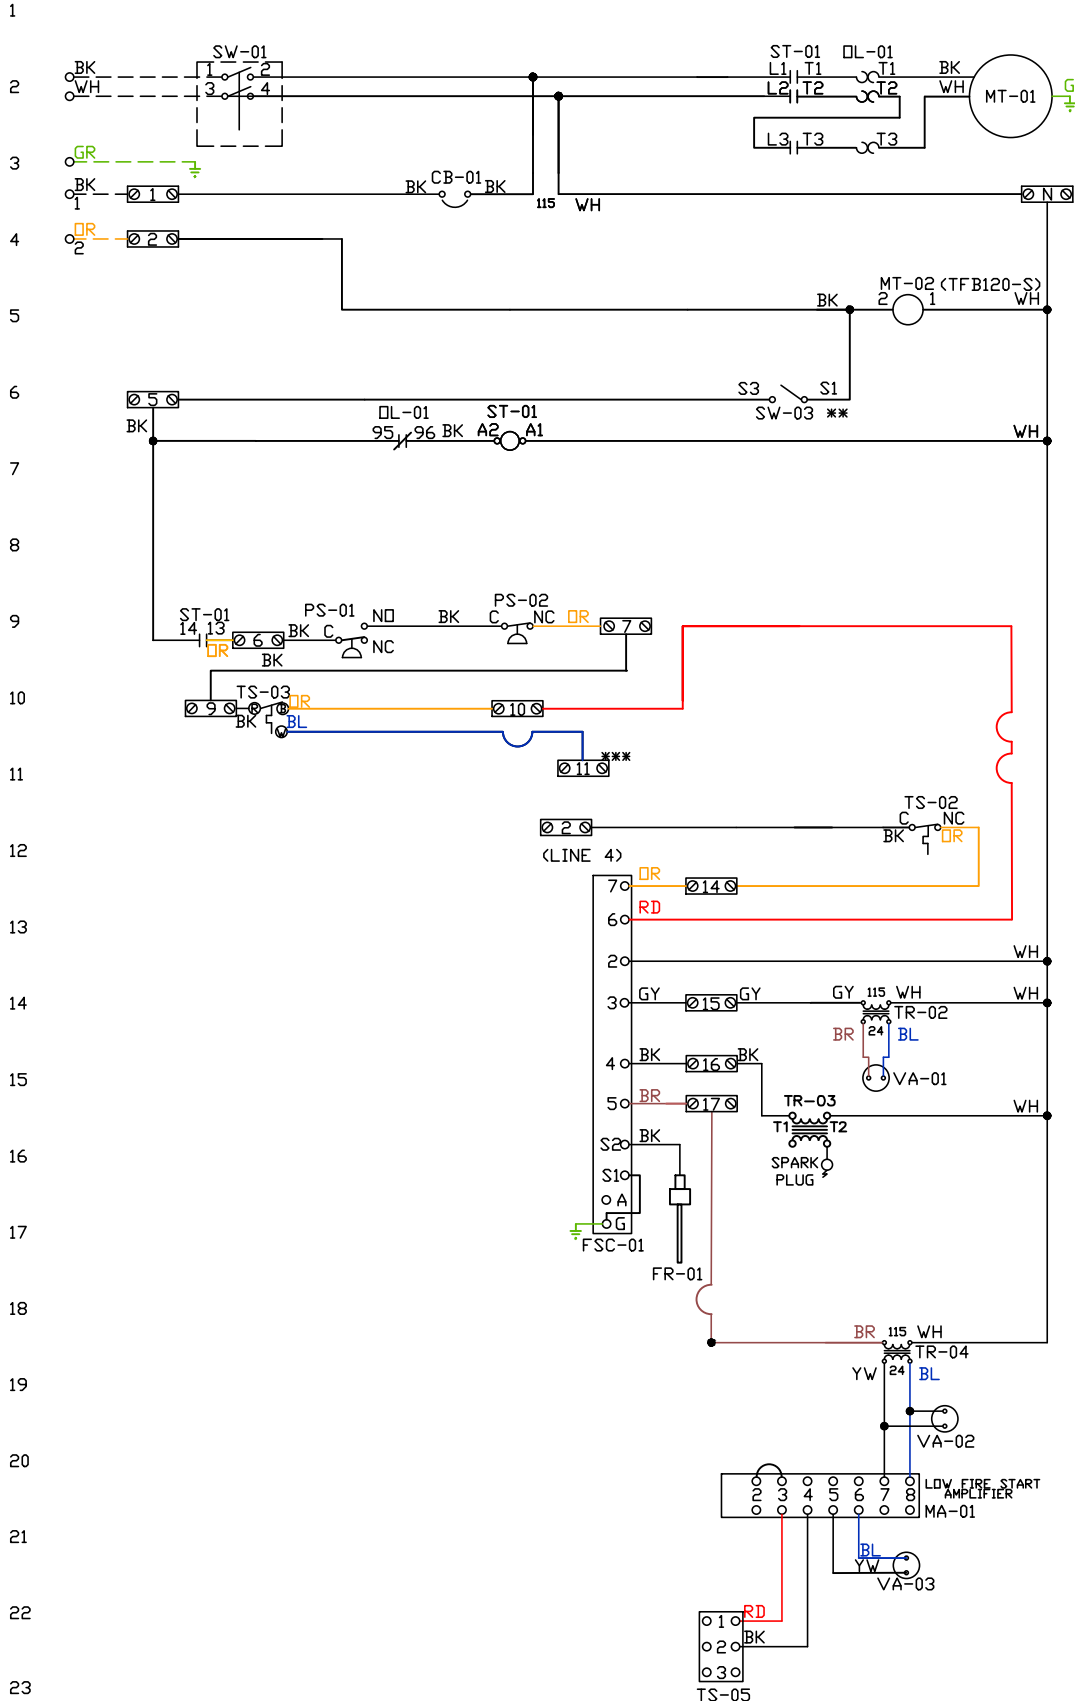 1
SW-01 ST-01 OL-01
BK 1 2 L1 T1 T1 BK
2 WH 3 4 L2 T2 T2 WH MT-01 G
L3 T3 T3
3 GR
BK 1 1 BK CB-01 BK 115 WH N
4 OR 2 2
MT-02 (TFB120-S)
5 BK 2 1 WH
6 5 S3 S1
SW-03 **
BK OL-01 ST-01
95 96 BK A2 A1 WH
7
8
9 ST-01 PS-01 NO BK PS-02
C NC OR 7
14 13 OR 6 BK C NC
BK
10 TS-03
9 BK R B OR 10
W BL
11 11 ***
TS-02
2 C NC
BK OR
12 (LINE 4)
7 OR 14
13 6 RD
2 WH
14 3 GY 15 GY GY 115 WH WH
TR-02
BR 24 BL
4 BK 16 BK
15 VA-01
5 BR 17 TR-03 WH
T1 T2
S2 BK
16 SPARK
PLUG
S1
A
17 G
FSC-01
FR-01
18
BR 115 WH
TR-04
19 YW 24 BL
VA-02
20
2 3 4 5 6 7 8 LOW FIRE START
AMPLIFIER
MA-01
21
BL
YW
VA-03
22 1 RD
2 BK
3
23 TS-05